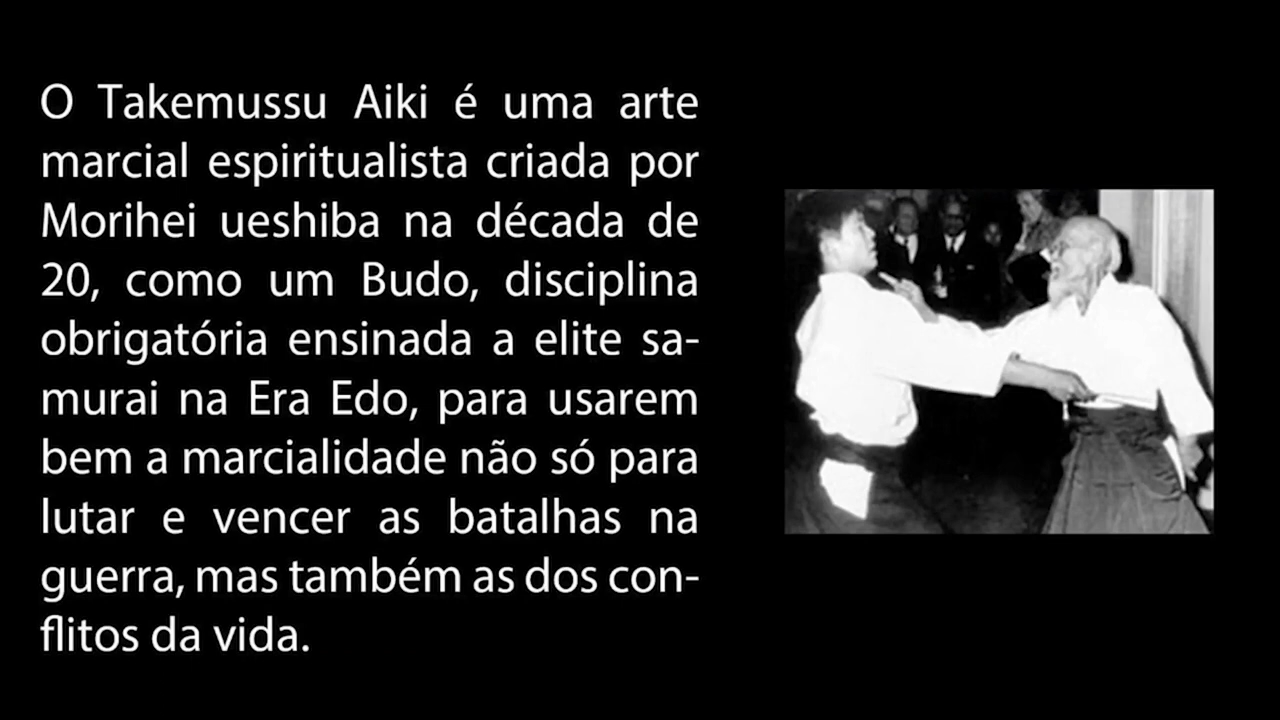 O Takemussu Aiki é uma arte
marcial espiritualista criada por
Morihei ueshiba na década de
20, como um Budo, disciplina
obrigatória ensinada a elite sa-
murai na Era Edo, para usarem
bem a marcialidade não só para
lutar e vencer as batalhas na
guerra, mas também as dos con-
flitos da vida.